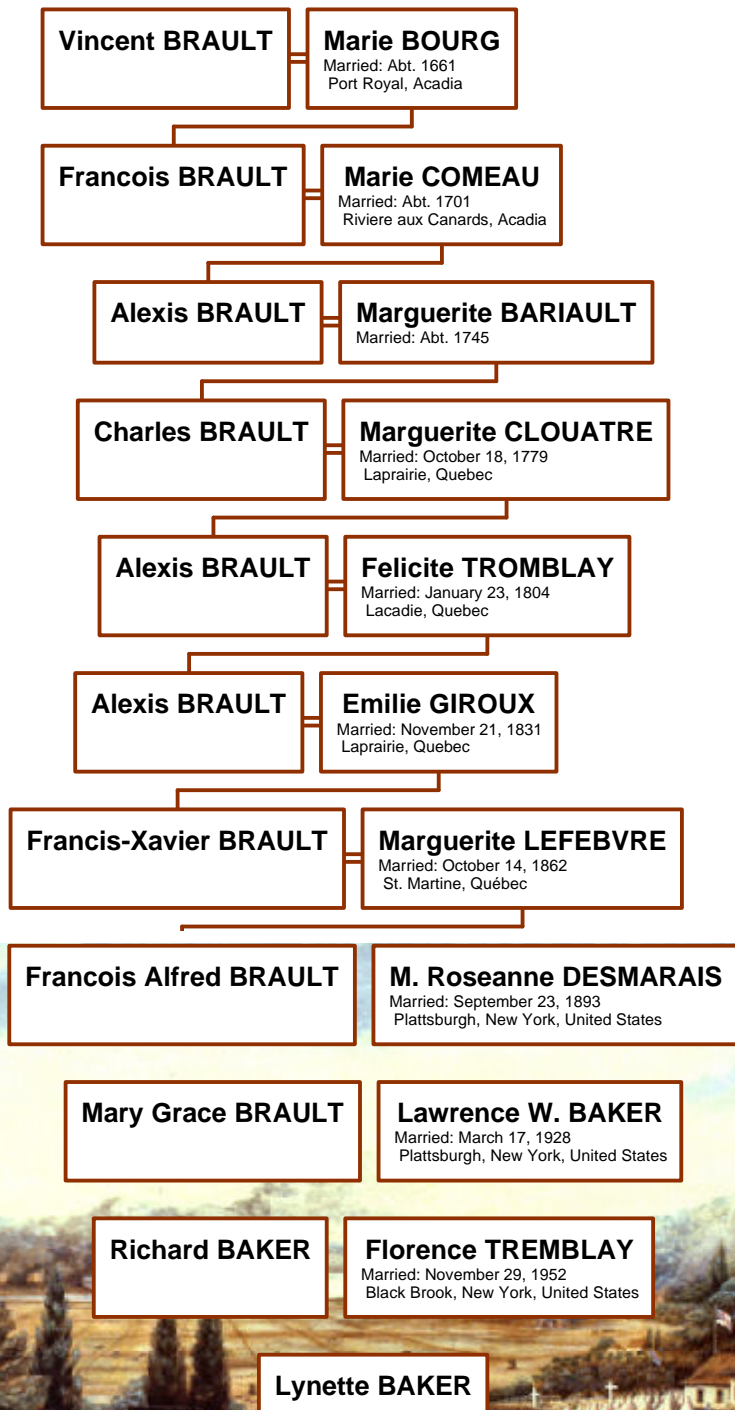 Vincent BRAULT
Marie BOURG
Married: Abt. 1661
Port Royal, Acadia
Francois BRAULT
Marie COMEAU
Married: Abt. 1701
Riviere aux Canards, Acadia
Alexis BRAULT
Marguerite BARIAULT
Married: Abt. 1745
Charles BRAULT
Marguerite CLOUATRE
Married: October 18, 1779
Laprairie, Quebec
Alexis BRAULT
Felicite TROMBLAY
Married: January 23, 1804
Lacadie, Quebec
Alexis BRAULT
Emilie GIROUX
Married: November 21, 1831
Laprairie, Quebec
Francis-Xavier BRAULT
Marguerite LEFEBVRE
Married: October 14, 1862
St. Martine, Québec
Francois Alfred BRAULT
M. Roseanne DESMARAIS
Married: September 23, 1893
Plattsburgh, New York, United States
Mary Grace BRAULT
Lawrence W. BAKER
Married: March 17, 1928
Plattsburgh, New York, United States
Richard BAKER
Florence TREMBLAY
Married: November 29, 1952
Black Brook, New York, United States
Lynette BAKER